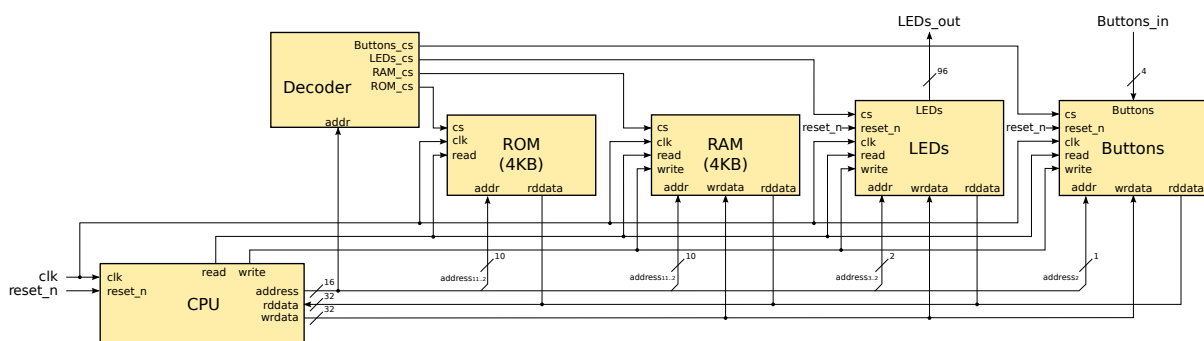 LEDs_out
Buttons_in
Buttons_cs
LEDs_cs
RAM_cs
ROM_cs
Decoder
addr
96
4
cs
clk
read
ROM
(4KB)
addr
rddata
cs
clk
read
write
RAM
(4KB)
addr
wrdata
rddata
LEDs
cs
reset_n
reset_n
clk
read
write
LEDs
addr
wrdata
rddata
Buttons
cs
reset_n
reset_n
clk
read
write
Buttons
addr
wrdata
rddata
10
address11..2
10
address11..2
2
address3..2
1
address2
clk
reset_n
read
write
clk
reset_n
CPU
address
rddata
wrdata
16
32
32